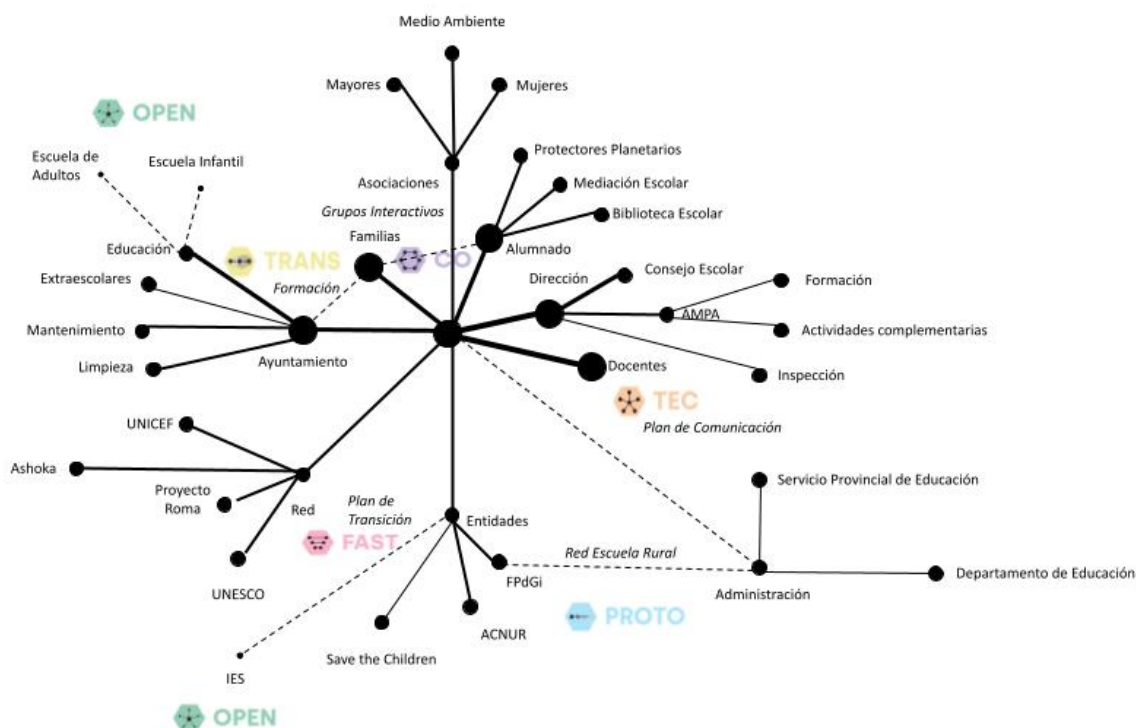 Medio Ambiente
Mayores
Mujeres
OPEN
Escuela de
Adultos
Escuela Infantil
Protectores Planetarios
Asociaciones
Mediación Escolar
Grupos Interactivos
Biblioteca Escolar
Familias
Alumnado
Educación
TRANS
CO
Dirección
Consejo Escolar
Extraescolares
Formación
Formación
AMPA
Mantenimiento
Actividades complementarias
Limpieza
Ayuntamiento
Docentes
Inspección
TEC
UNICEF
Plan de Comunicación
Ashoka
Servicio Provincial de Educación
Proyecto
Roma
Red
Plan de
Transición
Entidades
FAST
Red Escuela Rural
FPdGi
UNESCO
Administración
Departamento de Educación
PROTO
ACNUR
Save the Children
IES
OPEN